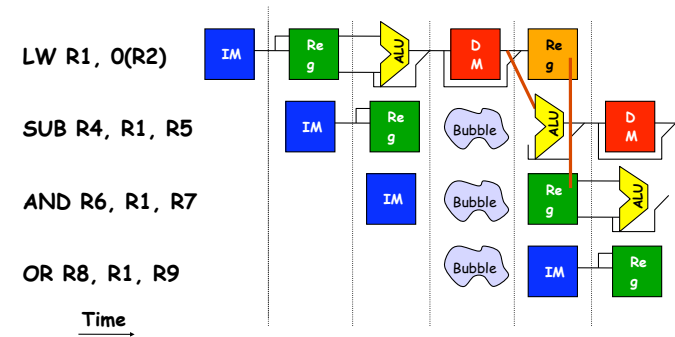 LW R1, 0(R2)
IM
Re
g
ALU
D
M
Re
g
SUB R4, R1, R5
IM
Re
g
Bubble
ALU
D
M
AND R6, R1, R7
IM
Bubble
Re
g
ALU
OR R8, R1, R9
Bubble
IM
Re
g
Time